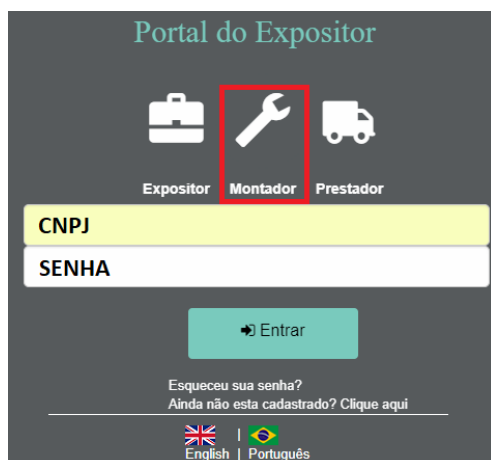 Portal do Expositor
Expositor Montador Prestador
CNPJ
SENHA
Entrar
Esqueceu sua senha?
Ainda não esta cadastrado? Clique aqui
|
English | Português